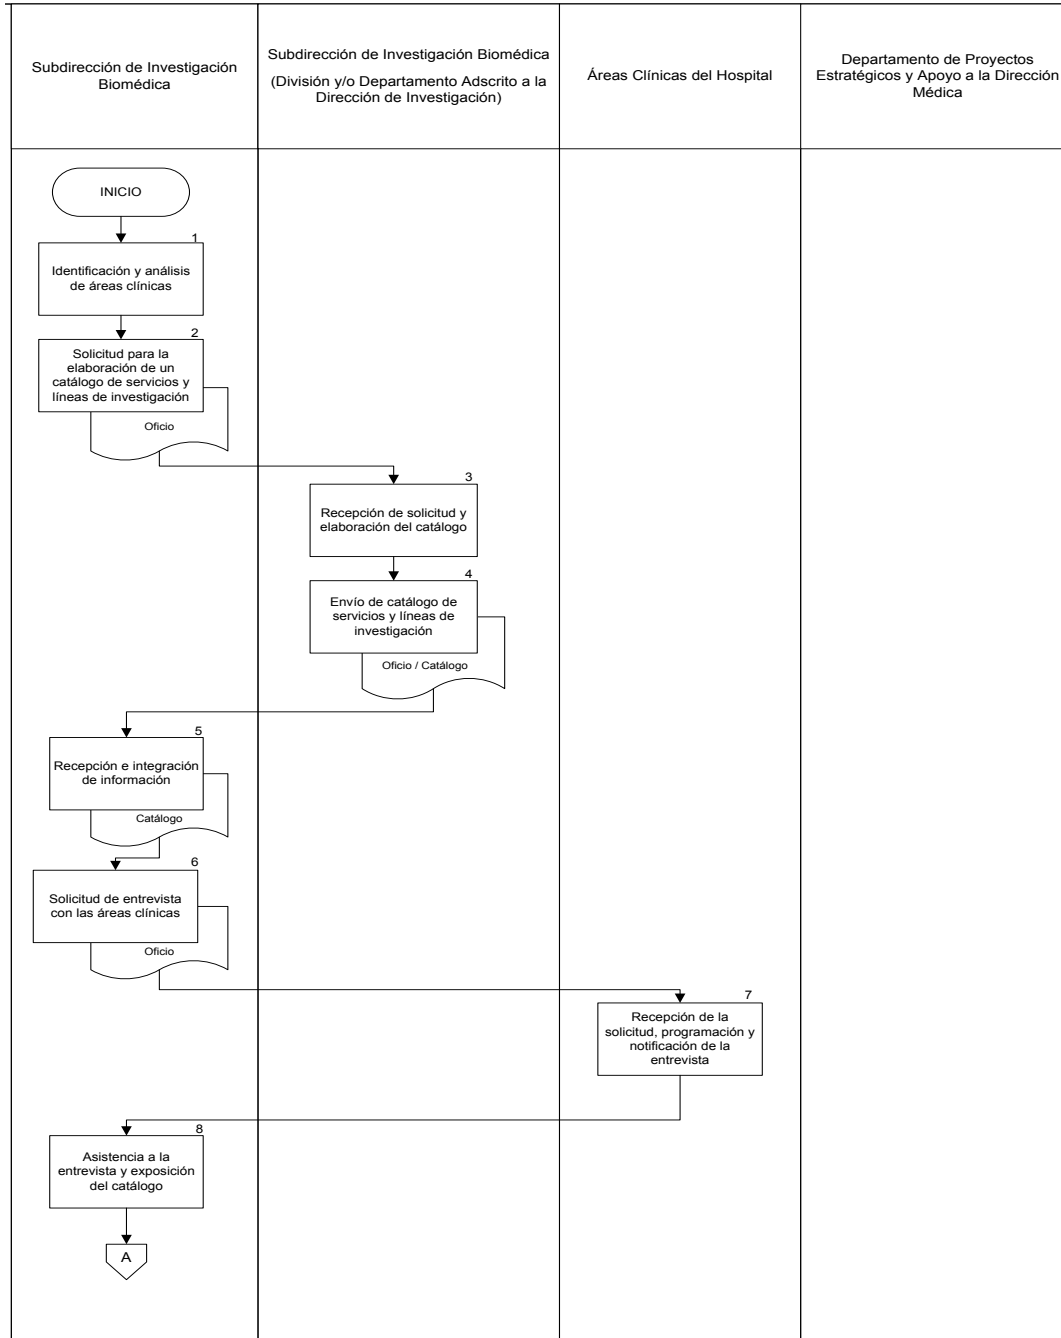 Subdirección de Investigación
Biomédica
Subdirección de Investigación Biomédica
(División y/o Departamento Adscrito a la
Dirección de Investigación)
Áreas Clínicas del Hospital
Departamento de Proyectos
Estratégicos y Apoyo a la Dirección
Médica
INICIO
1
Identificación y análisis
de áreas clínicas
2
Solicitud para la
elaboración de un
catálogo de servicios y
líneas de investigación
Oficio
3
Recepción de solicitud y
elaboración del catálogo
4
Envío de catálogo de
servicios y líneas de
investigación
Oficio / Catálogo
5
Recepción e integración
de información
Catálogo
6
Solicitud de entrevista
con las áreas clínicas
Oficio
7
Recepción de la
solicitud, programación y
notificación de la
entrevista
8
Asistencia a la
entrevista y exposición
del catálogo
A